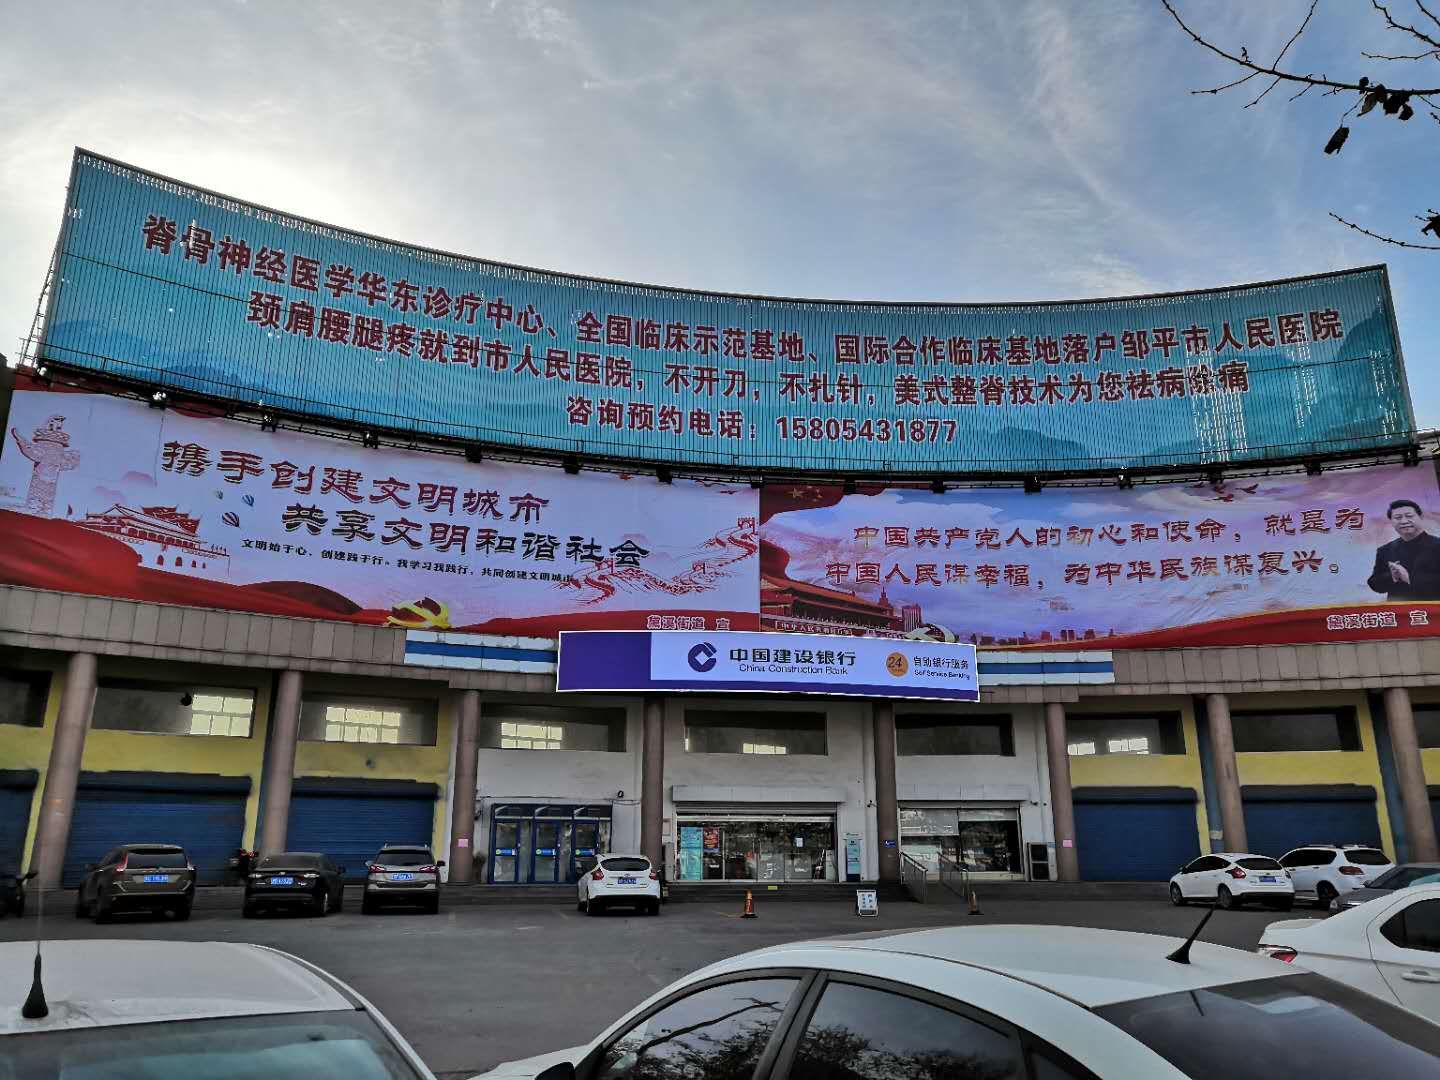 脊骨神经医学华东诊疗中心、全国临床示范基地、国际合作临床基地落户邹平市人民医院
颈肩腰腿疼就到市人民医院，不开刀，不扎针，美式整脊技术为您祛病除痛
咨询预约电话：15805431877
携手创建文明城市
共享文明和谐社会
文明始于心、创建践于行。我学习我践行，共同创建文明城市
黛溪街道 宣
中国共产党人的初心和使命，就是为
中国人民谋幸福，为中华民族谋复兴。
黛溪街道 宣
中国建设银行
China Construction Bank
24
自动银行服务
Self Service Banking